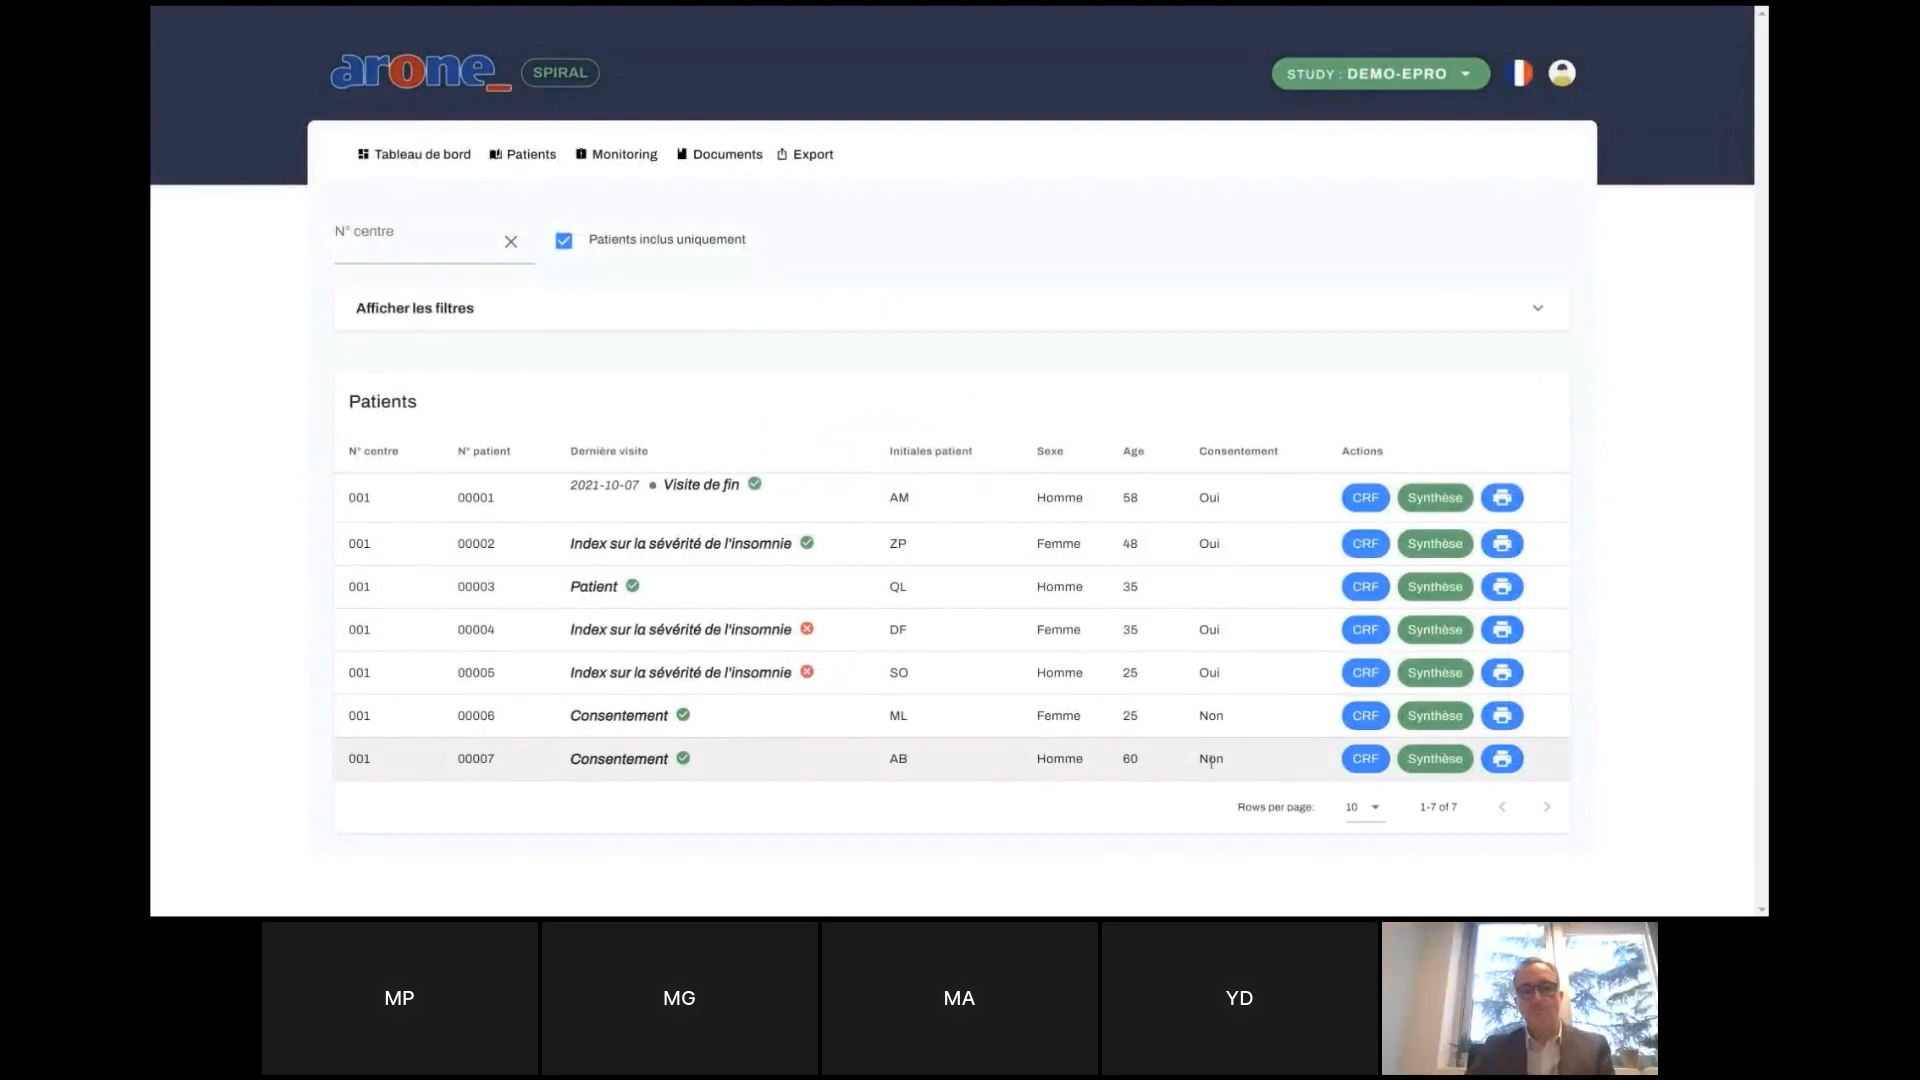 arone_ SPIRAL STUDY : DEMO-EPRO
Tableau de bord Patients Monitoring Documents Export
N° centre
Patients inclus uniquement
Afficher les filtres
Patients
N° centre N° patient Dernière visite Initiales patient Sexe Age Consentement Actions
001 00001 2021-10-07 Visite de fin AM Homme 58 Oui CRF Synthèse
001 00002 Index sur la sévérité de l'insomnie ZP Femme 48 Oui CRF Synthèse
001 00003 Patient QL Homme 35 CRF Synthèse
001 00004 Index sur la sévérité de l'insomnie DF Femme 35 Oui CRF Synthèse
001 00005 Index sur la sévérité de l'insomnie SO Homme 25 Oui CRF Synthèse
001 00006 Consentement ML Femme 25 Non CRF Synthèse
001 00007 Consentement AB Homme 60 Non CRF Synthèse
Rows per page: 10 1-7 of 7
MP MG MA YD